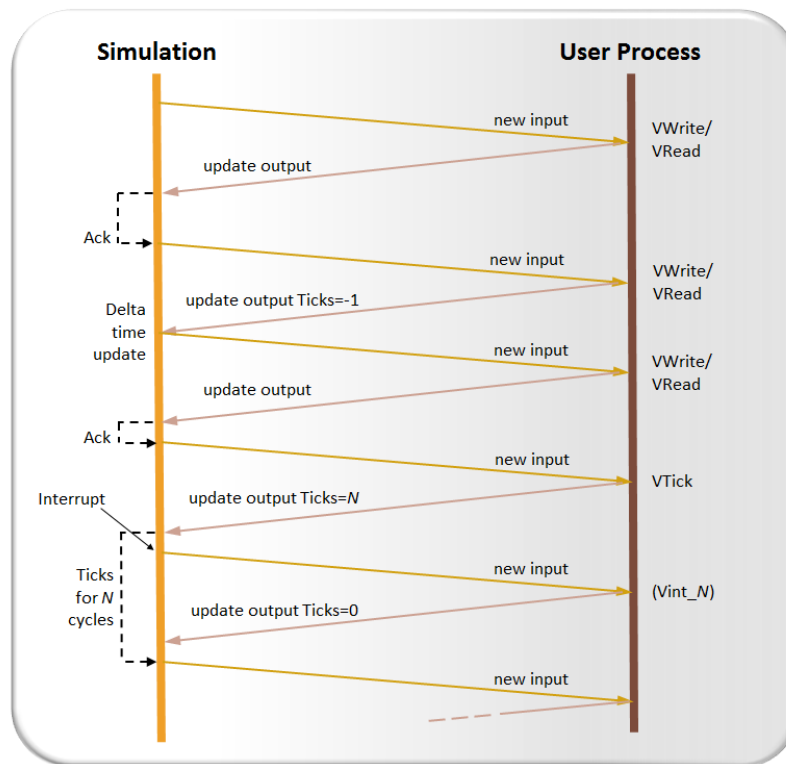 Simulation
User Process
new input
VWrite/
VRead
update output
Ack
new input
VWrite/
VRead
update output Ticks=-1
Delta
time
update
new input
VWrite/
VRead
update output
Ack
new input
VTick
update output Ticks=N
Interrupt
new input
Ticks
for N
cycles
(Vint_N)
update output Ticks=0
new input